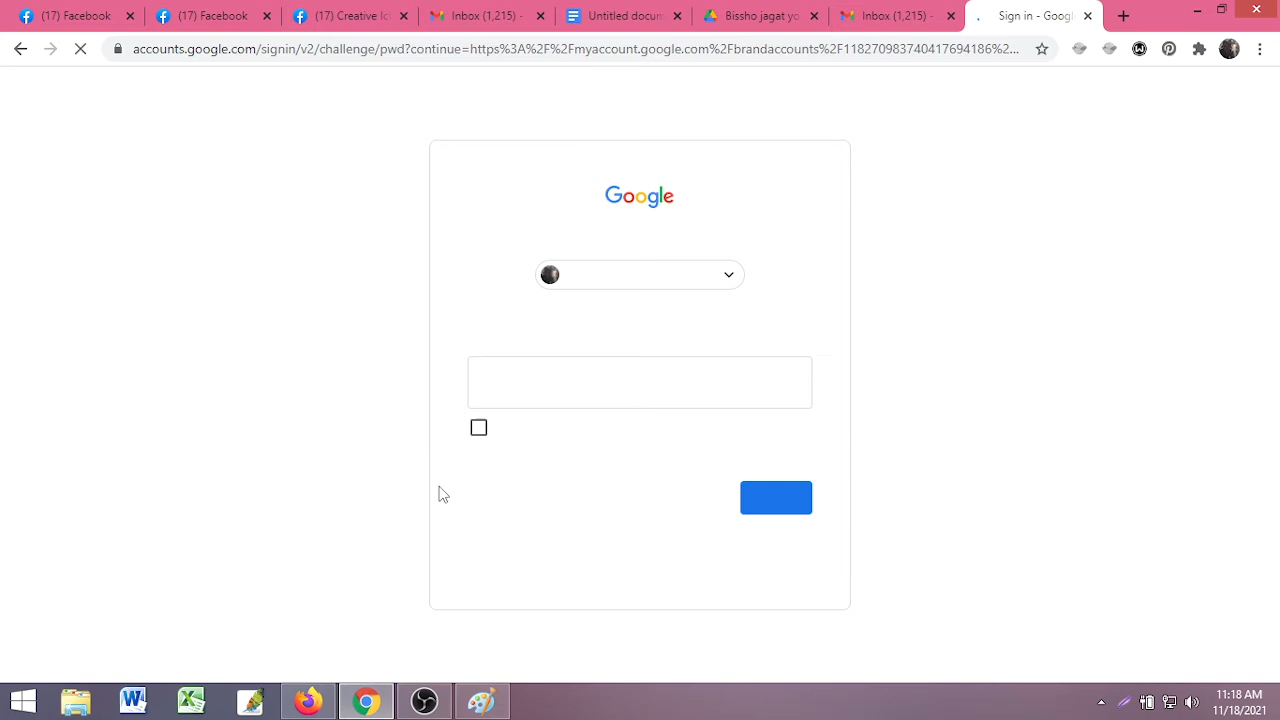 (17) Facebook
(17) Facebook
(17) Creative Ic
Inbox (1,215) -
Untitled docum
Bissho jagat yo
Inbox (1,215) -
Sign in - Googl
accounts.google.com/signin/v2/challenge/pwd?continue=https%3A%2F%2Fmyaccount.google.com%2Fbrandaccounts%2F118270983740417694186%2...
Google
11:18 AM
11/18/2021